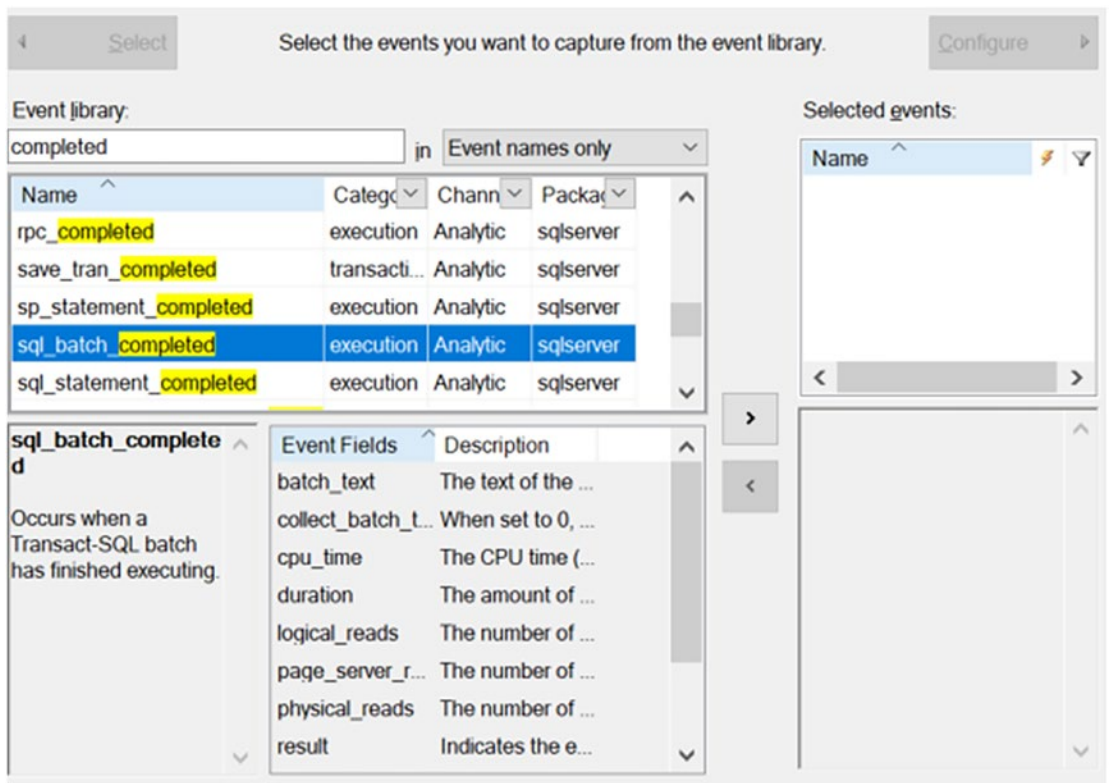 Select
Select the events you want to capture from the event library.
Configure
Event library:
completed
in
Event names only
Name
Catego
Chann
Packag
rpc_completed execution Analytic sqlserver
save_tran_completed transacti... Analytic sqlserver
sp_statement_completed execution Analytic sqlserver
sql_batch_completed execution Analytic sqlserver
sql_statement_completed execution Analytic sqlserver
Selected events:
Name
sql_batch_complete
d
Occurs when a
Transact-SQL batch
has finished executing.
Event Fields Description
batch_text The text of the ...
collect_batch_t... When set to 0, ...
cpu_time The CPU time (...
duration The amount of ...
logical_reads The number of ...
page_server_r... The number of ...
physical_reads The number of ...
result Indicates the e...